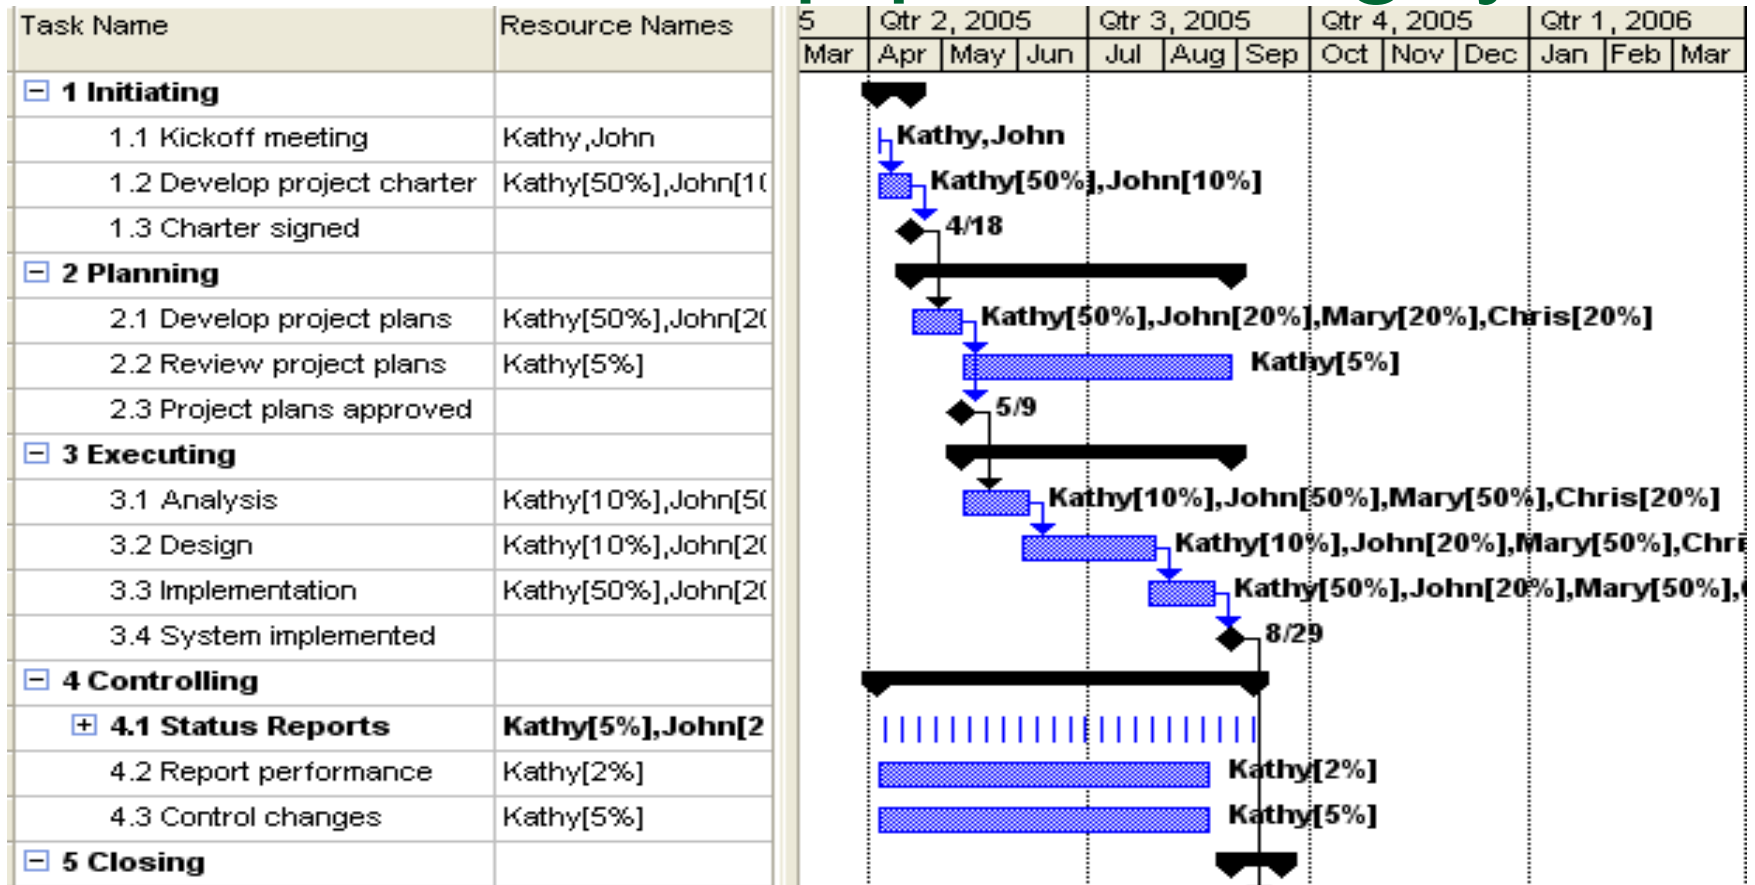 Task Name Resource Names 5 Qtr 2, 2005 Qtr 3, 2005 Qtr 4, 2005 Qtr 1, 2006
Mar Apr May Jun Jul Aug Sep Oct Nov Dec Jan Feb Mar
1 Initiating
1.1 Kickoff meeting Kathy,John Kathy,John
1.2 Develop project charter Kathy[50%],John[1( Kathy[50%],John[10%]
1.3 Charter signed 4/18
2 Planning
2.1 Develop project plans Kathy[50%],John[2( Kathy[50%],John[20%],Mary[20%],Chris[20%]
2.2 Review project plans Kathy[5%] Kathy[5%]
2.3 Project plans approved 5/9
3 Executing
3.1 Analysis Kathy[10%],John[5( Kathy[10%],John[50%],Mary[50%],Chris[20%]
3.2 Design Kathy[10%],John[2( Kathy[10%],John[20%],Mary[50%],Chri
3.3 Implementation Kathy[50%],John[2( Kathy[50%],John[20%],Mary[50%],
3.4 System implemented 8/29
4 Controlling
4.1 Status Reports Kathy[5%],John[2
4.2 Report performance Kathy[2%] Kathy[2%]
4.3 Control changes Kathy[5%] Kathy[5%]
5 Closing